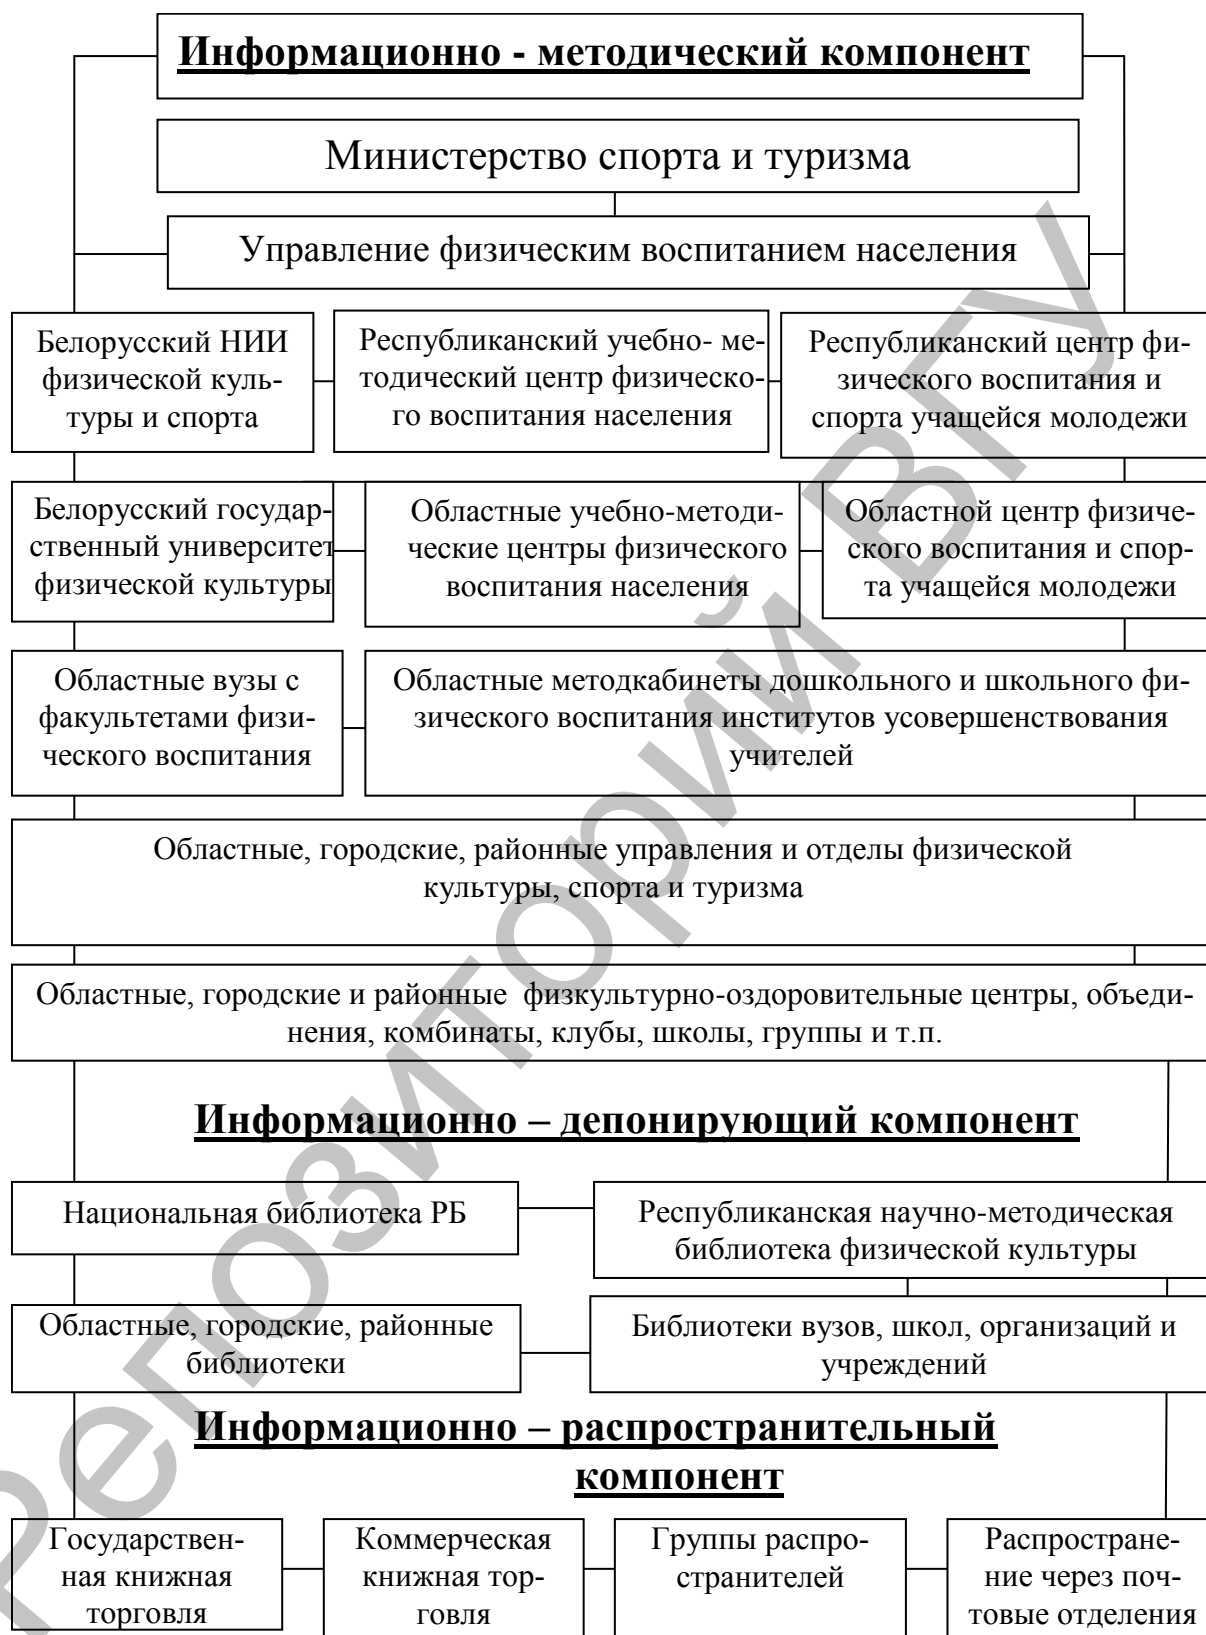 Информационно - методический компонент
Министерство спорта и туризма
Управление физическим воспитанием населения
Белорусский НИИ
физической куль-
туры и спорта
Республиканский учебно- ме-
тодический центр физическо-
го воспитания населения
Республиканский центр фи-
зического воспитания и
спорта учащейся молодежи
Белорусский государ-
ственный университет
физической культуры
Областные учебно-методи-
ческие центры физического
воспитания населения
Областной центр физиче-
ского воспитания и спор-
та учащейся молодежи
Областные вузы с
факультетами физи-
ческого воспитания
Областные методкабинеты дошкольного и школьного фи-
зического воспитания институтов усовершенствования
учителей
Областные, городские, районные управления и отделы физической
культуры, спорта и туризма
Областные, городские и районные физкультурно-оздоровительные центры, объеди-
нения, комбинаты, клубы, школы, группы и т.п.
Информационно – депонирующий компонент
Национальная библиотека РБ
Республиканская научно-методическая
библиотека физической культуры
Областные, городские, районные
библиотеки
Библиотеки вузов, школ, организаций и
учреждений
Информационно – распространительный
компонент
Государствен-
ная книжная
торговля
Коммерческая
книжная тор-
говля
Группы распро-
странителей
Распростране-
ние через поч-
товые отделения
Репозиторий ВГУ